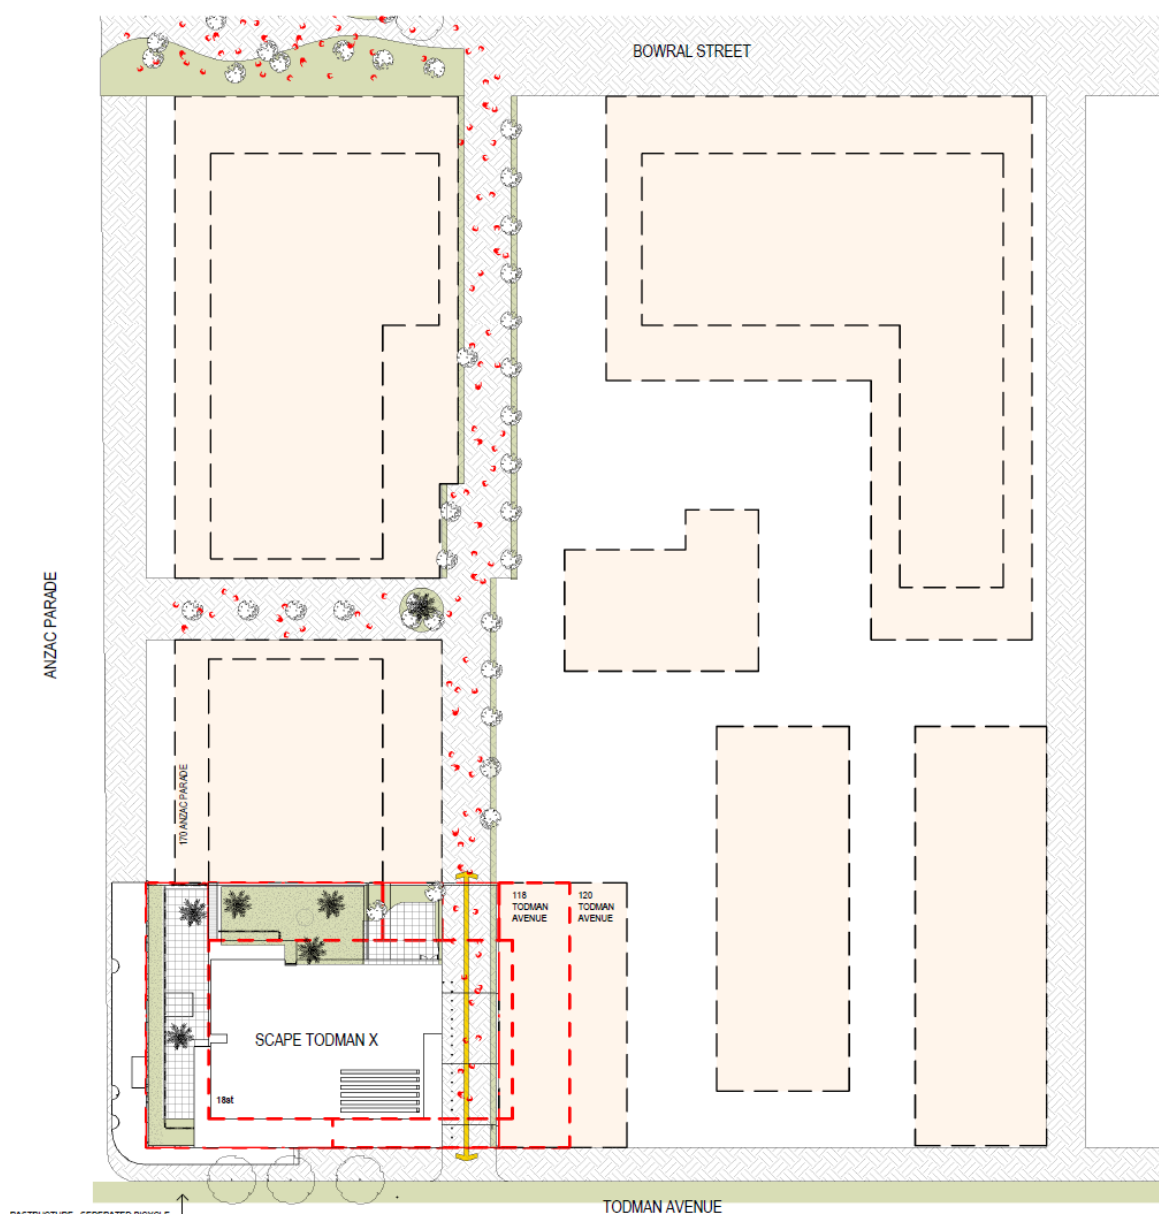 BOWRAL STREET
ANZAC PARADE
170 ANZAC PARADE
118
TODMAN
AVENUE
120
TODMAN
AVENUE
SCAPE TODMAN X
18st
TODMAN AVENUE